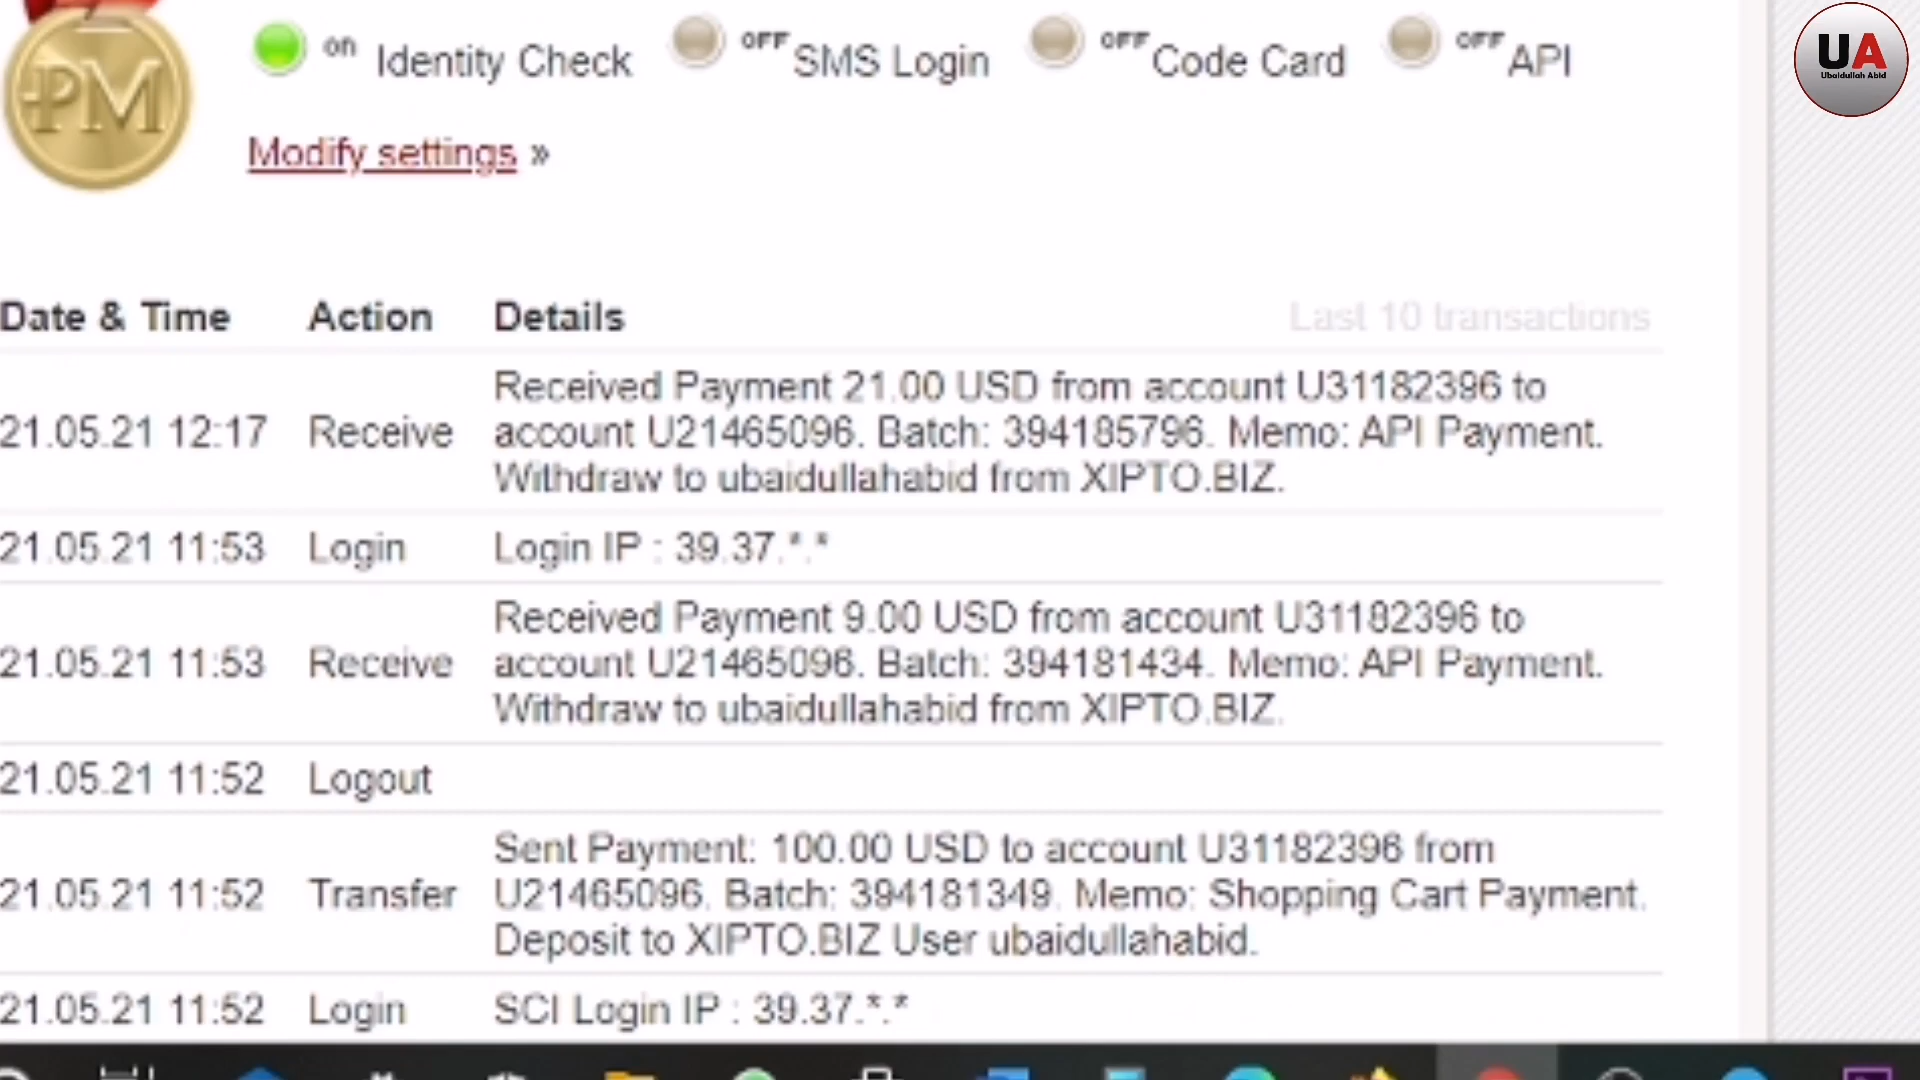 PM
on Identity Check OFF SMS Login OFF Code Card OFF API
UA
Ubaidullah Abid
Modify settings »
Date & Time Action Details Last 10 transactions
Received Payment 21.00 USD from account U31182396 to
21.05.21 12:17 Receive account U21465096. Batch: 394185796. Memo: API Payment.
Withdraw to ubaidullahabid from XIPTO.BIZ.
21.05.21 11:53 Login Login IP : 39.37.*.*
Received Payment 9.00 USD from account U31182396 to
21.05.21 11:53 Receive account U21465096. Batch: 394181434. Memo: API Payment.
Withdraw to ubaidullahabid from XIPTO.BIZ.
21.05.21 11:52 Logout
Sent Payment: 100.00 USD to account U31182396 from
21.05.21 11:52 Transfer U21465096. Batch: 394181349. Memo: Shopping Cart Payment.
Deposit to XIPTO.BIZ User ubaidullahabid.
21.05.21 11:52 Login SCI Login IP : 39.37.*.*